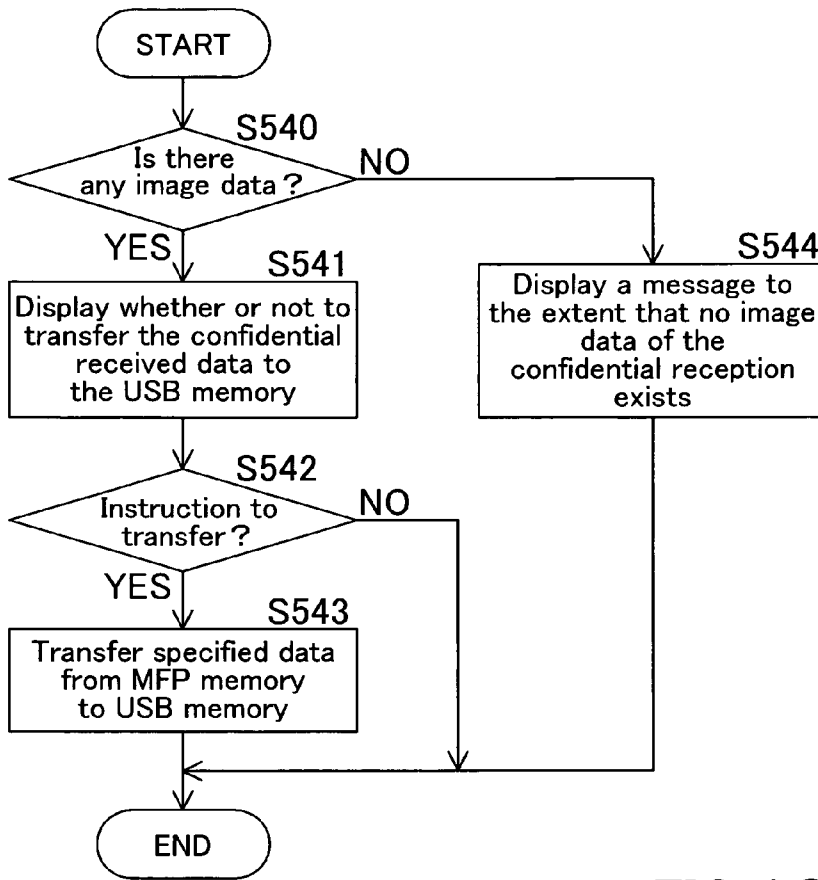 START
S540
Is there
any image data?
NO
YES
S541
Display whether or not to
transfer the confidential
received data to
the USB memory
S544
Display a message to
the extent that no image
data of the
confidential reception
exists
S542
Instruction to
transfer?
NO
YES
S543
Transfer specified data
from MFP memory
to USB memory
END